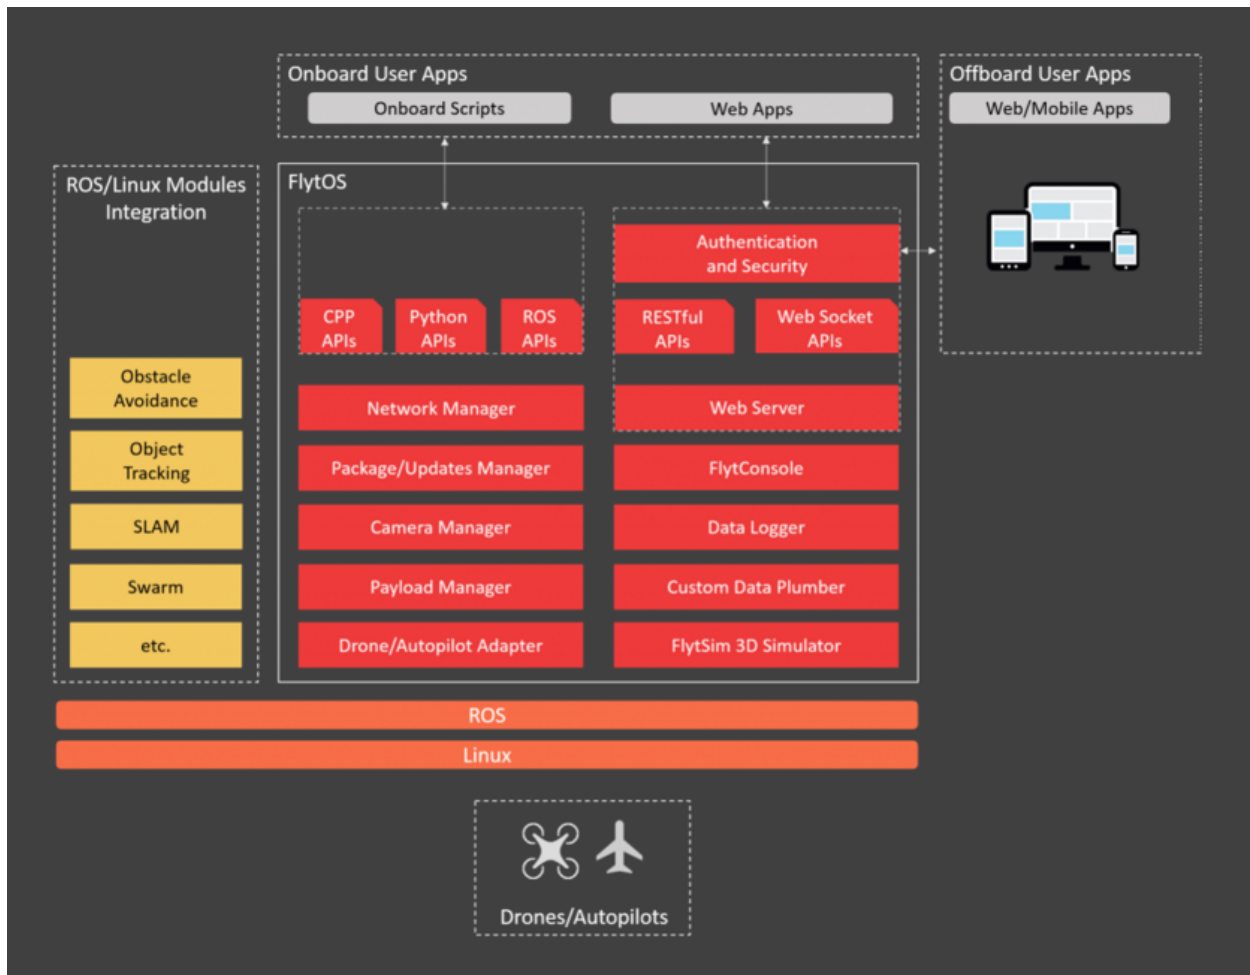 Onboard User Apps
Onboard Scripts
Web Apps
Offboard User Apps
Web/Mobile Apps
ROS/Linux Modules
Integration
Obstacle
Avoidance
Object
Tracking
SLAM
Swarm
etc.
FlytOS
CPP
APIs
Python
APIs
ROS
APIs
Network Manager
Package/Updates Manager
Camera Manager
Payload Manager
Drone/Autopilot Adapter
Authentication
and Security
RESTful
APIs
Web Socket
APIs
Web Server
FlytConsole
Data Logger
Custom Data Plumber
FlytSim 3D Simulator
ROS
Linux
Drones/Autopilots